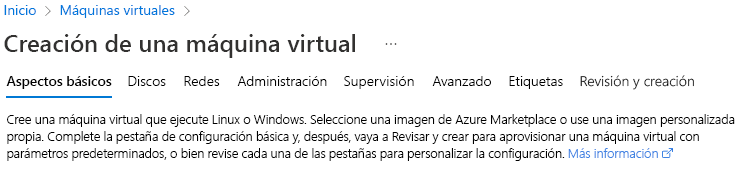 Inicio > Máquinas virtuales >
Creación de una máquina virtual ...
Aspectos básicos Discos Redes Administración Supervisión Avanzado Etiquetas Revisión y creación
Cree una máquina virtual que ejecute Linux o Windows. Seleccione una imagen de Azure Marketplace o use una imagen personalizada
propia. Complete la pestaña de configuración básica y, después, vaya a Revisar y crear para aprovisionar una máquina virtual con
parámetros predeterminados, o bien revise cada una de las pestañas para personalizar la configuración. Más información